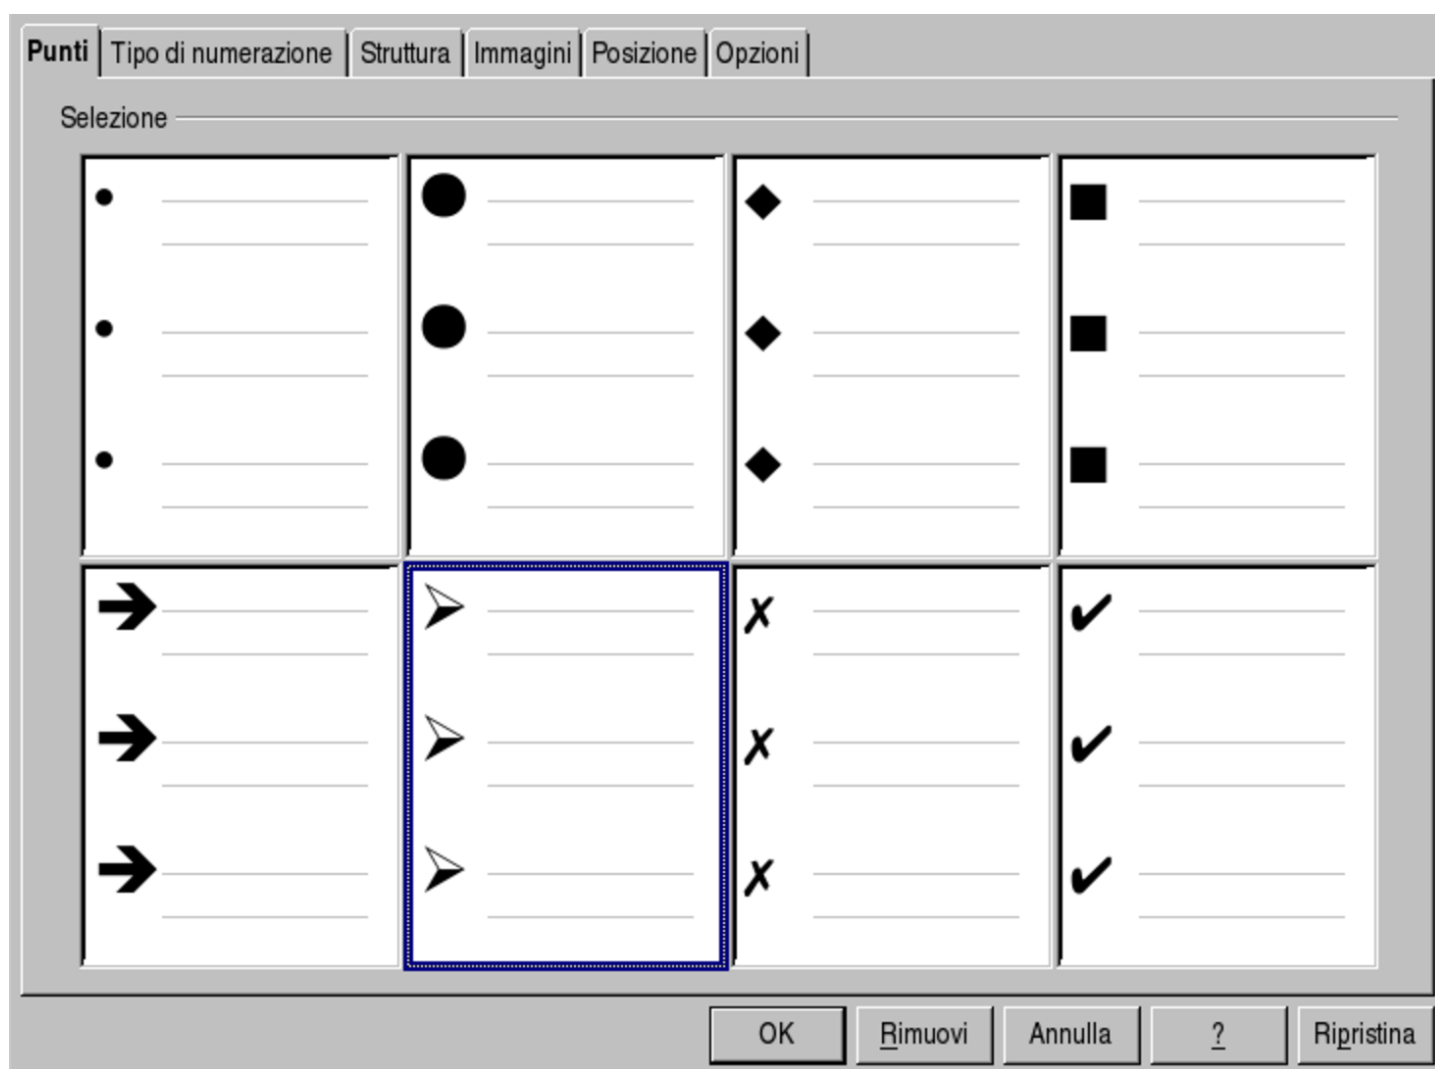 Punti Tipo di numerazione Struttura Immagini Posizione Opzioni
Selezione
OK Rimuovi Annulla ? Ripristina